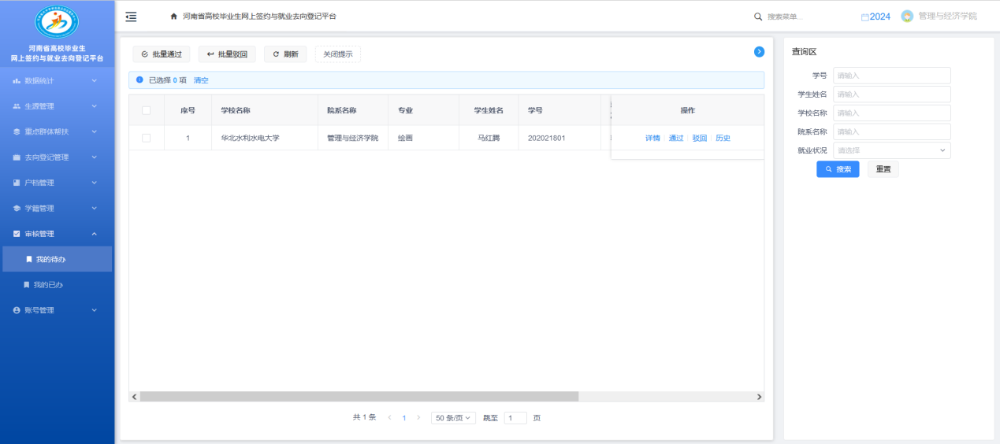 河南省高校毕业生
网上签约与就业去向登记平台
数据统计
生源管理
重点群体帮扶
去向登记管理
户档管理
学籍管理
审核管理
我的待办
我的已办
账号管理
河南省高校毕业生网上签约与就业去向登记平台
搜索菜单...
2024
管理与经济学院
批量通过 批量驳回 刷新 关闭提示
已选择 0 项 清空
序号 学校名称 院系名称 专业 学生姓名 学号 操作
1 华北水利水电大学 管理与经济学院 绘画 马红腾 202021801 详情 通过 驳回 历史
共 1 条 1 50 条/页 跳至 1 页
查询区
学号 请输入
学生姓名 请输入
学校名称 请输入
院系名称 请输入
就业状况 请选择
搜索 重置